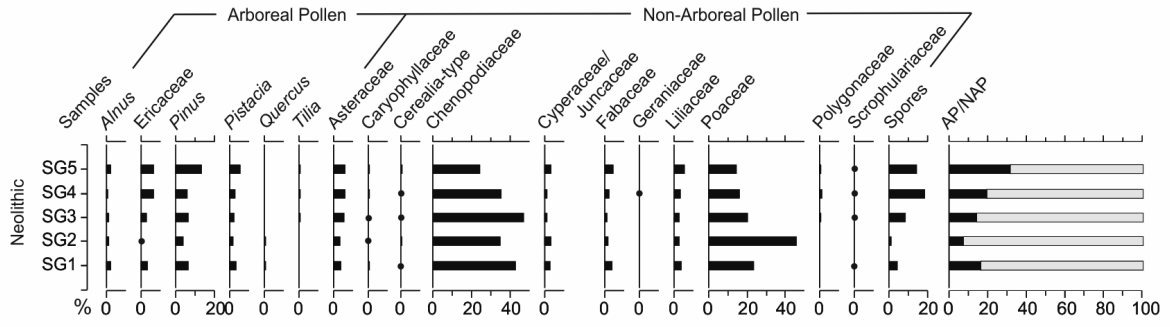 Arboreal Pollen
Non-Arboreal Pollen
Samples
Alnus
Ericaceae
Pinus
Pistacia
Quercus
Tilia
Asteraceae
Caryophyllaceae
Cerealia-type
Chenopodiaceae
Cyperaceae/
Juncaceae
Fabaceae
Geraniaceae
Liliaceae
Poaceae
Polygonaceae
Scrophulariaceae
Spores
AP/NAP
Neolithic
SG5
SG4
SG3
SG2
SG1
% 0 0 0 200 0 0 0 0 0 0 20 40 0 0 0 0 0 20 40 0 0 0 20 0 20 40 60 80 100